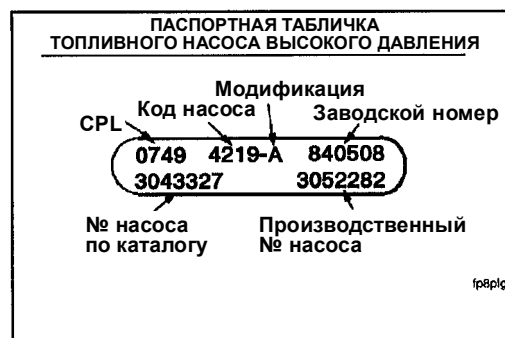 ПАСПОРТНАЯ ТАБЛИЧКА
ТОПЛИВНОГО НАСОСА ВЫСОКОГО ДАВЛЕНИЯ
Модификация
Код насоса
Заводской номер
CPL
0749 4219-A 840508
3043327 3052282
№ насоса
по каталогу
Производственный
№ насоса
fp8plg